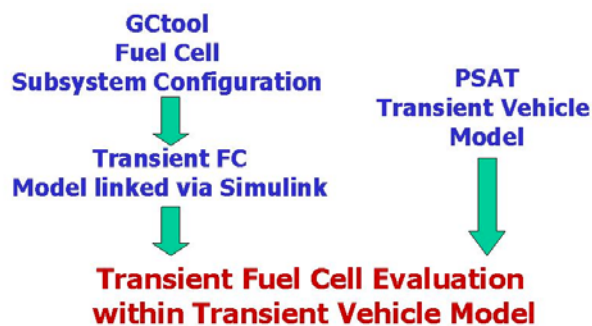 GCtool
Fuel Cell
Subsystem Configuration
PSAT
Transient Vehicle
Model
Transient FC
Model linked via Simulink
Transient Fuel Cell Evaluation
within Transient Vehicle Model